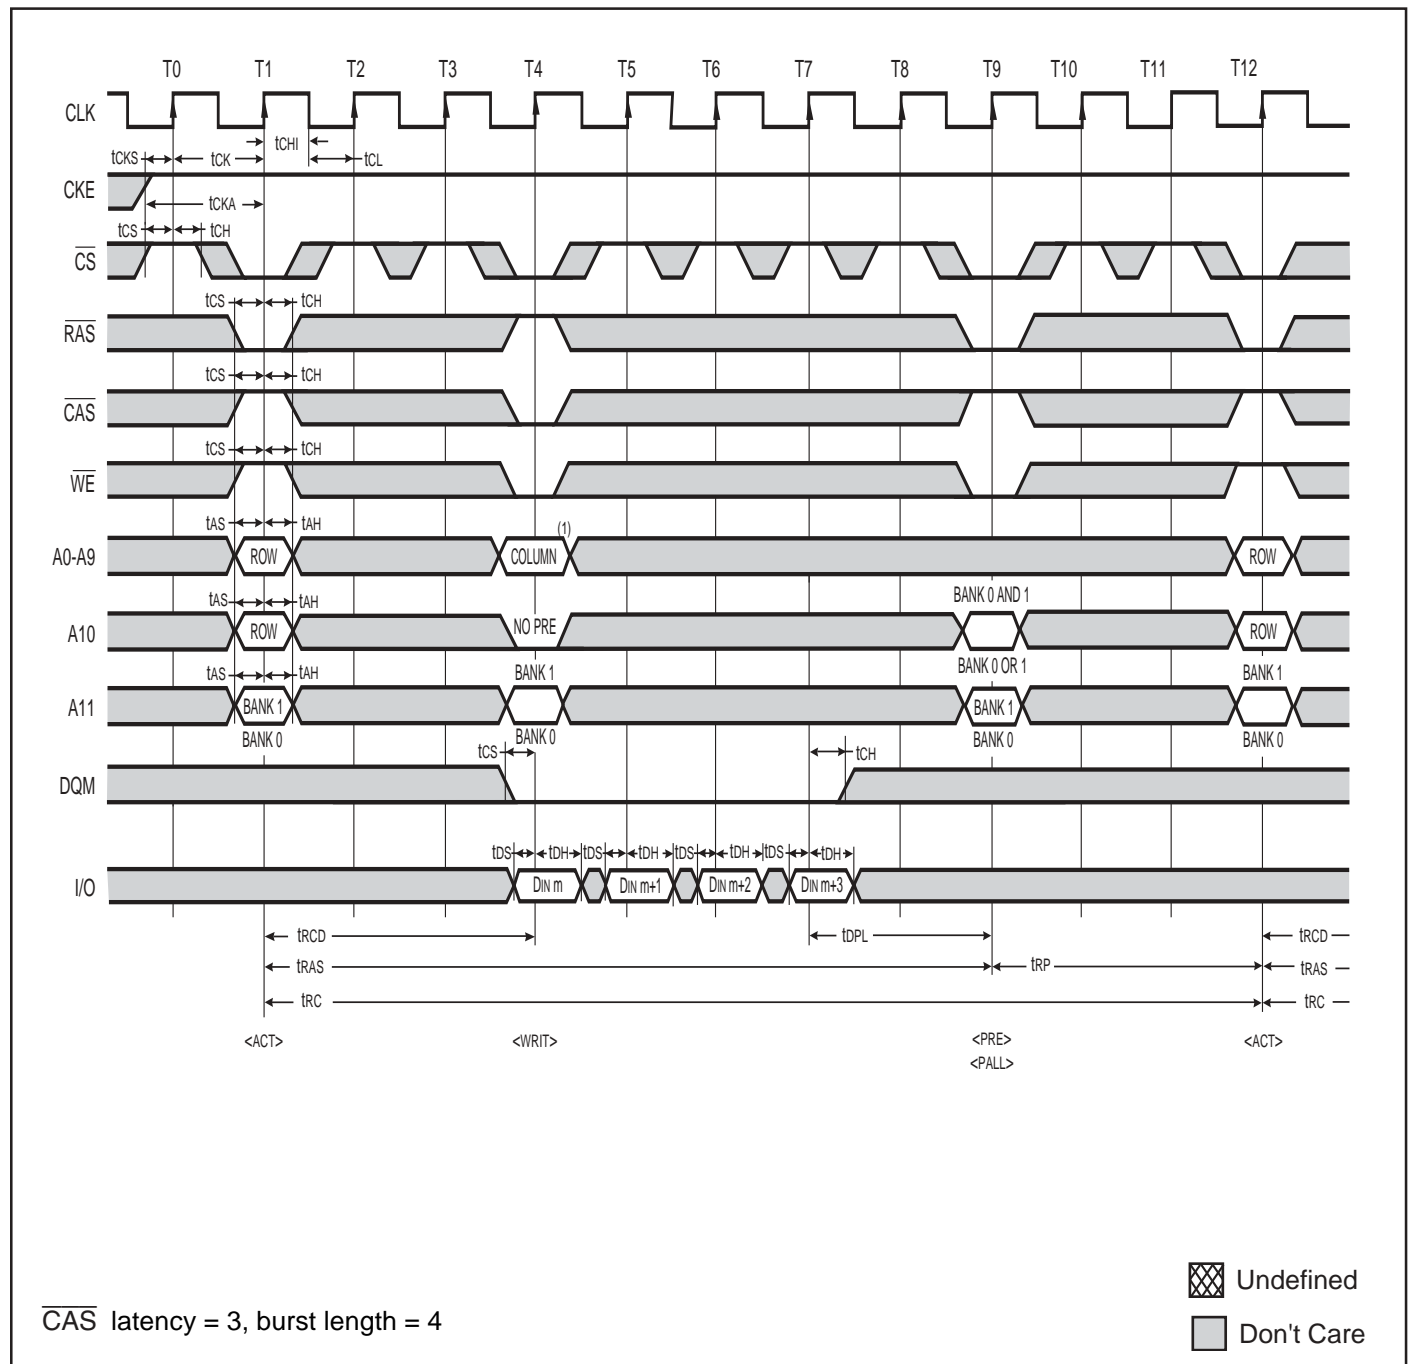 T0 T1 T2 T3 T4 T5 T6 T7 T8 T9 T10 T11 T12
CLK
tCHI
tCKS tCK tCL
CKE
tCKA
tCS tCH
CS
tCS tCH
RAS
tCS tCH
CAS
tCS tCH
WE
tAS tAH (1)
A0-A9 ROW COLUMN ROW
tAS tAH BANK 0 AND 1
A10 ROW NO PRE ROW
tAS tAH BANK 1 BANK 0 OR 1 BANK 1
A11 BANK 1 BANK 1
BANK 0 BANK 0 BANK 0 BANK 0
tCS tCH
DQM
tDS tDH tDS tDH tDS tDH tDS tDH
I/O DIN m DIN m+1 DIN m+2 DIN m+3
tRCD tDPL tRCD
tRAS tRP tRAS
tRC tRC
<ACT> <WRIT> <PRE> <ACT>
<PALL>
Undefined
CAS latency = 3, burst length = 4
Don't Care